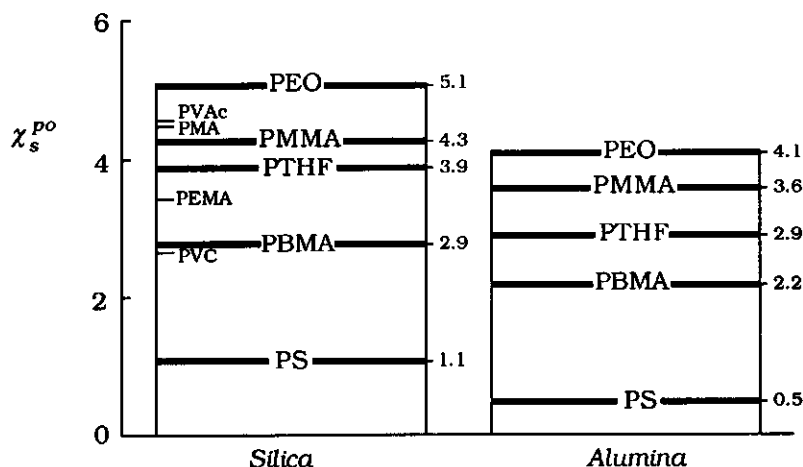 6
χ_s^{po}
4
2
0
PEO 5.1
PVAc
PMA
PMMA 4.3
PTHF 3.9
PEMA
PBMA 2.9
PVC
PS 1.1
Silica
PEO 4.1
PMMA 3.6
PTHF 2.9
PBMA 2.2
PS 0.5
Alumina